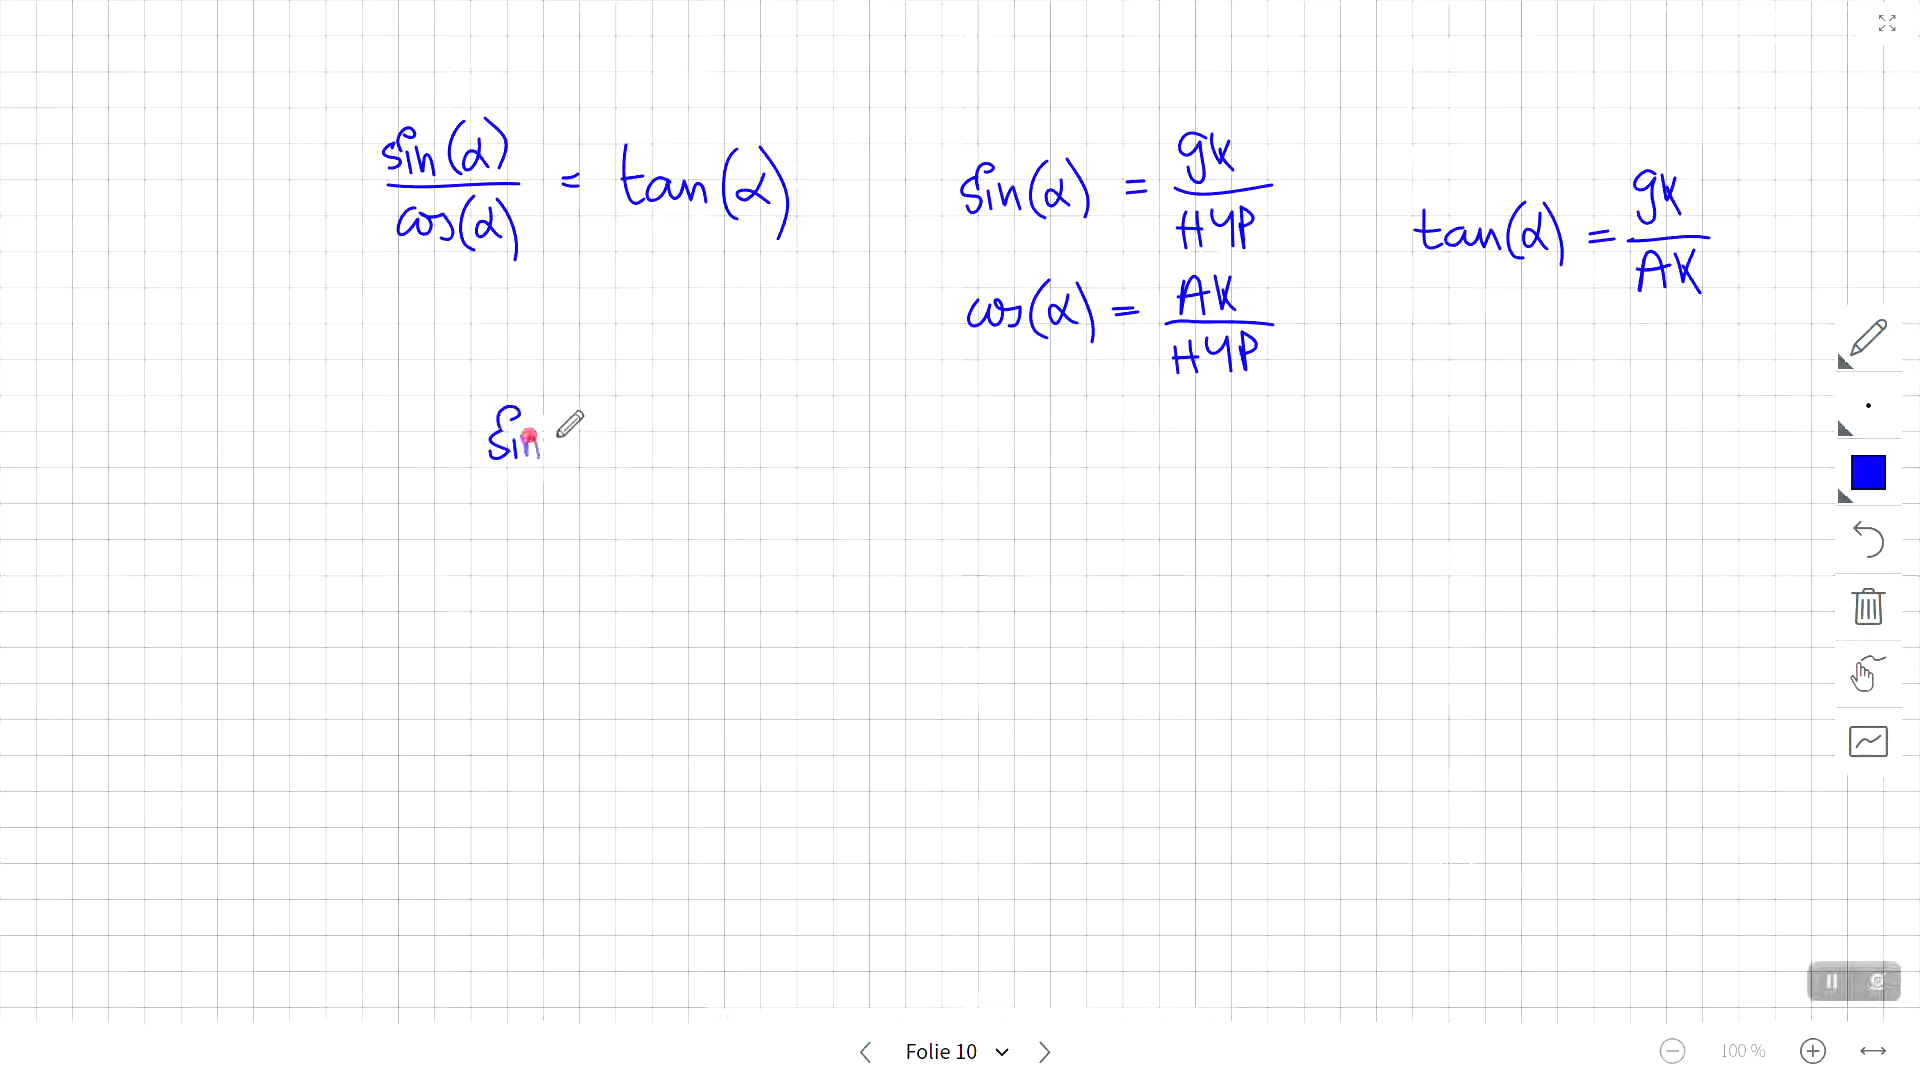 sin(α)/cos(α) = tan(α)
sin(α) = GK/HYP
cos(α) = AK/HYP
tan(α) = GK/AK
sin
Folie 10
100 %